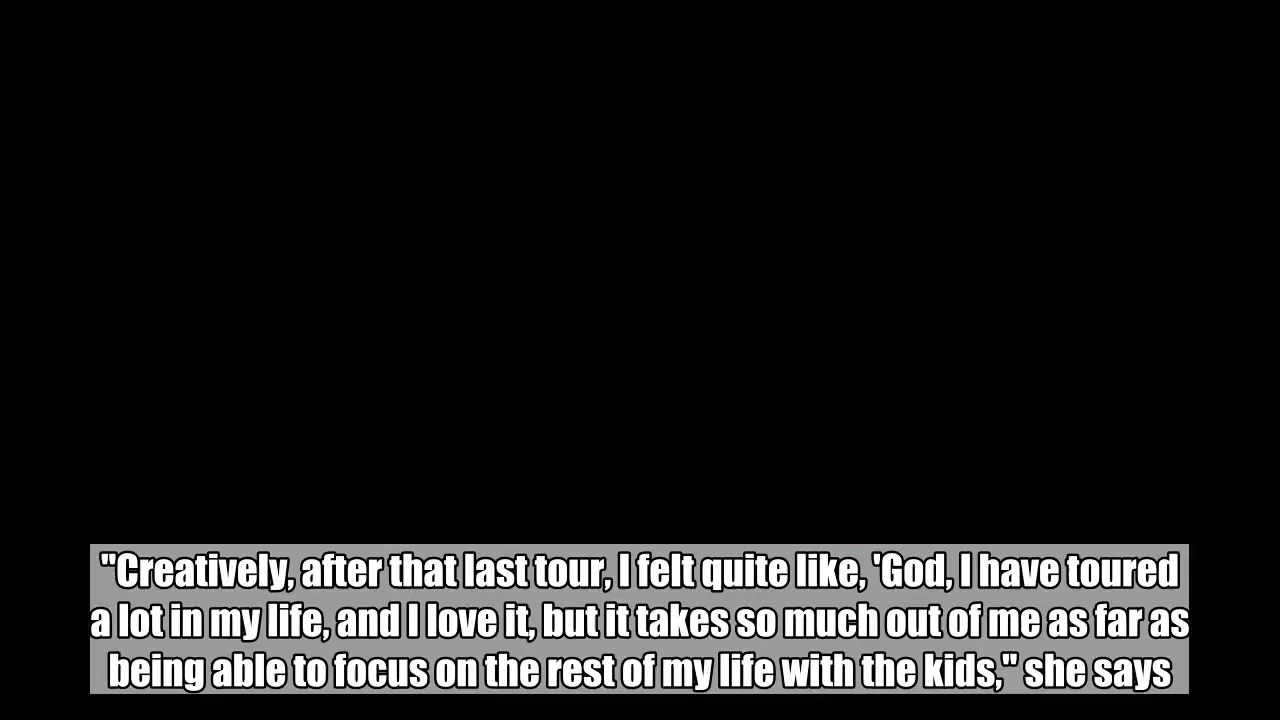 "Creatively, after that last tour, I felt quite like, 'God, I have toured
a lot in my life, and I love it, but it takes so much out of me as far as
being able to focus on the rest of my life with the kids," she says